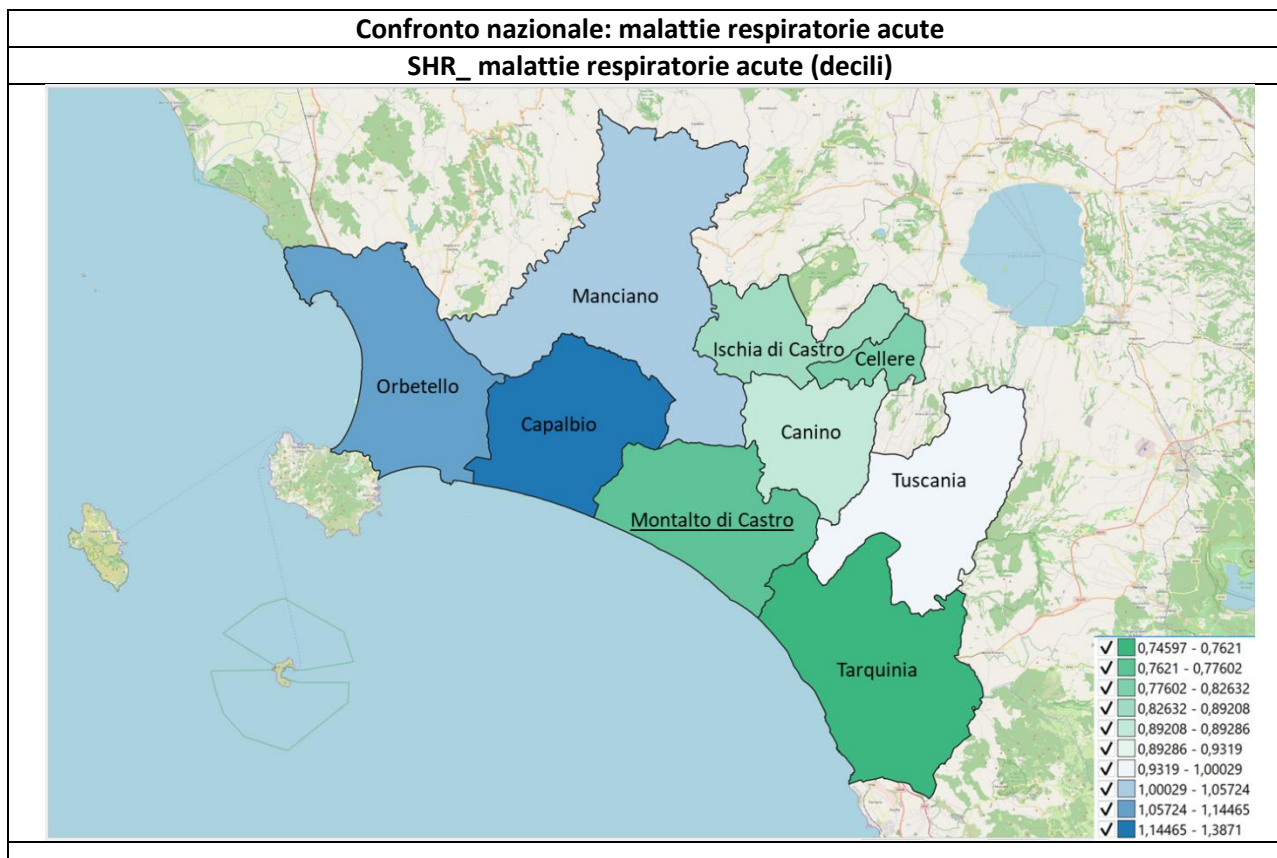 Confronto nazionale: malattie respiratorie acute
SHR_ malattie respiratorie acute (decili)
Manciano
Ischia di Castro
Cellere
Orbetello
Capalbio
Canino
Tuscania
Montalto di Castro
Tarquinia
0,74597 - 0,7621
0,7621 - 0,77602
0,77602 - 0,82632
0,82632 - 0,89208
0,89208 - 0,89286
0,89286 - 0,9319
0,9319 - 1,00029
1,00029 - 1,05724
1,05724 - 1,14465
1,14465 - 1,3871